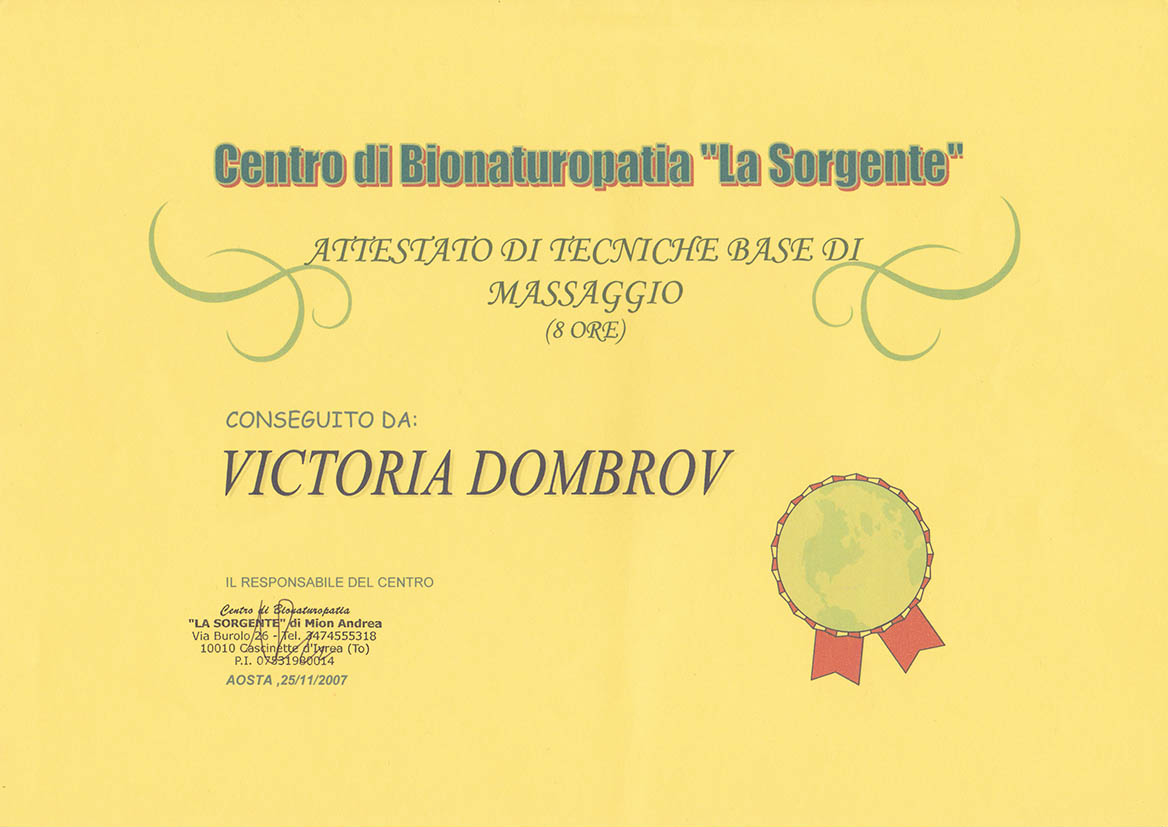 Centro di Bionaturopatia "La Sorgente"
ATTESTATO DI TECNICHE BASE DI
MASSAGGIO
(8 ORE)
CONSEGUITO DA:
VICTORIA DOMBROV
IL RESPONSABILE DEL CENTRO
Centro di Bionaturopatia
"LA SORGENTE" di Mion Andrea
Via Burolo 26 - Tel. 3474555318
10010 Cascinette d'Ivrea (To)
P.I. 07531980014
AOSTA ,25/11/2007